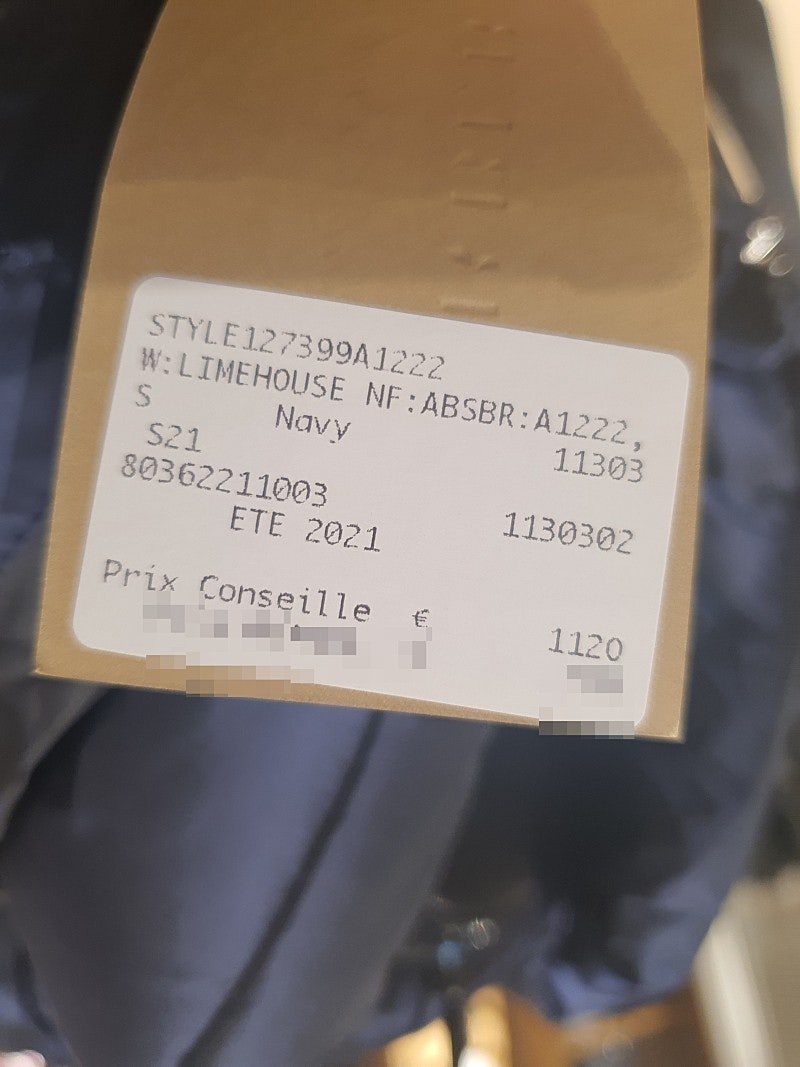 STYLE127399A1222
W:LIMEHOUSE NF:ABSBR:A1222,
S Navy 11303
S21
80362211003 1130302
ETE 2021
Prix Conseille € 1120